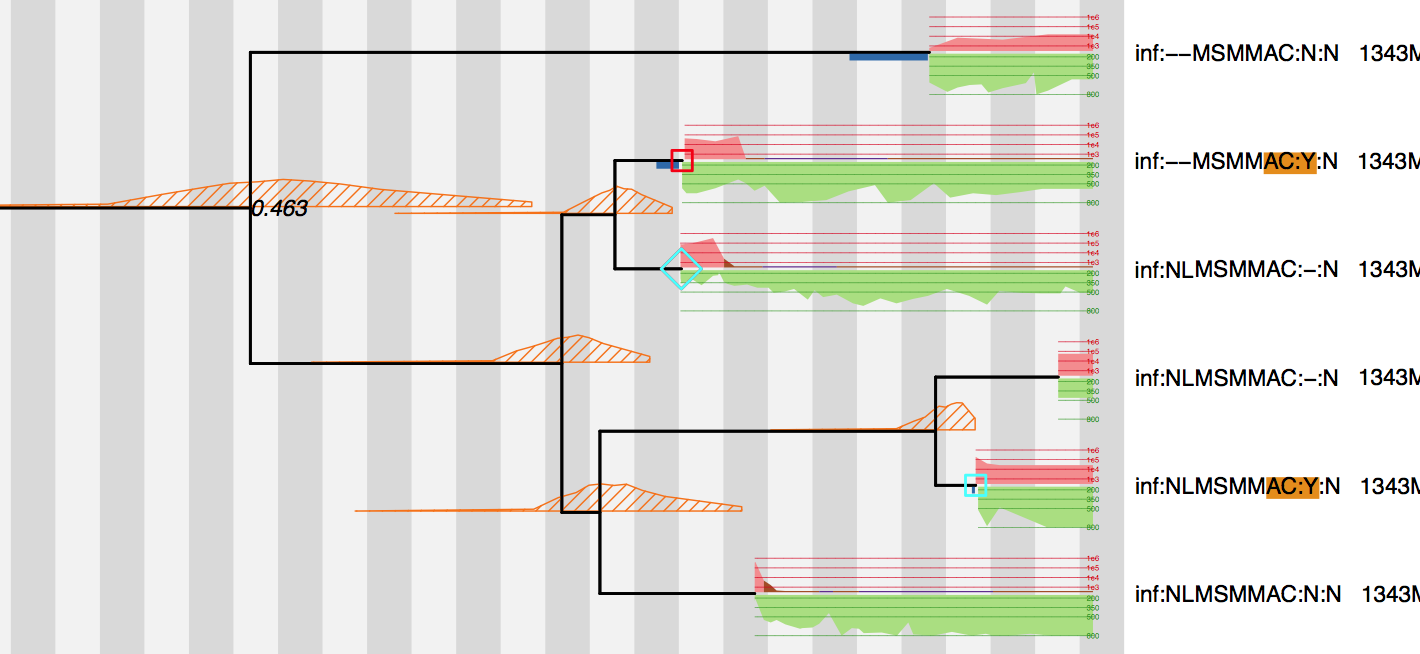 1e6
1e5
1e4
1e3
200
350
500
800
inf:--MSMMAC:N:N 1343M
1e6
1e5
1e4
1e3
200
350
500
800
inf:--MSMMAC:Y:N 1343M
0.463
1e6
1e5
1e4
1e3
200
350
500
800
inf:NLMSMMAC:-:N 1343M
1e6
1e5
1e4
1e3
200
350
500
800
inf:NLMSMMAC:-:N 1343M
1e6
1e5
1e4
1e3
200
350
500
800
inf:NLMSMMAC:Y:N 1343M
1e6
1e5
1e4
1e3
200
350
500
800
inf:NLMSMMAC:N:N 1343M